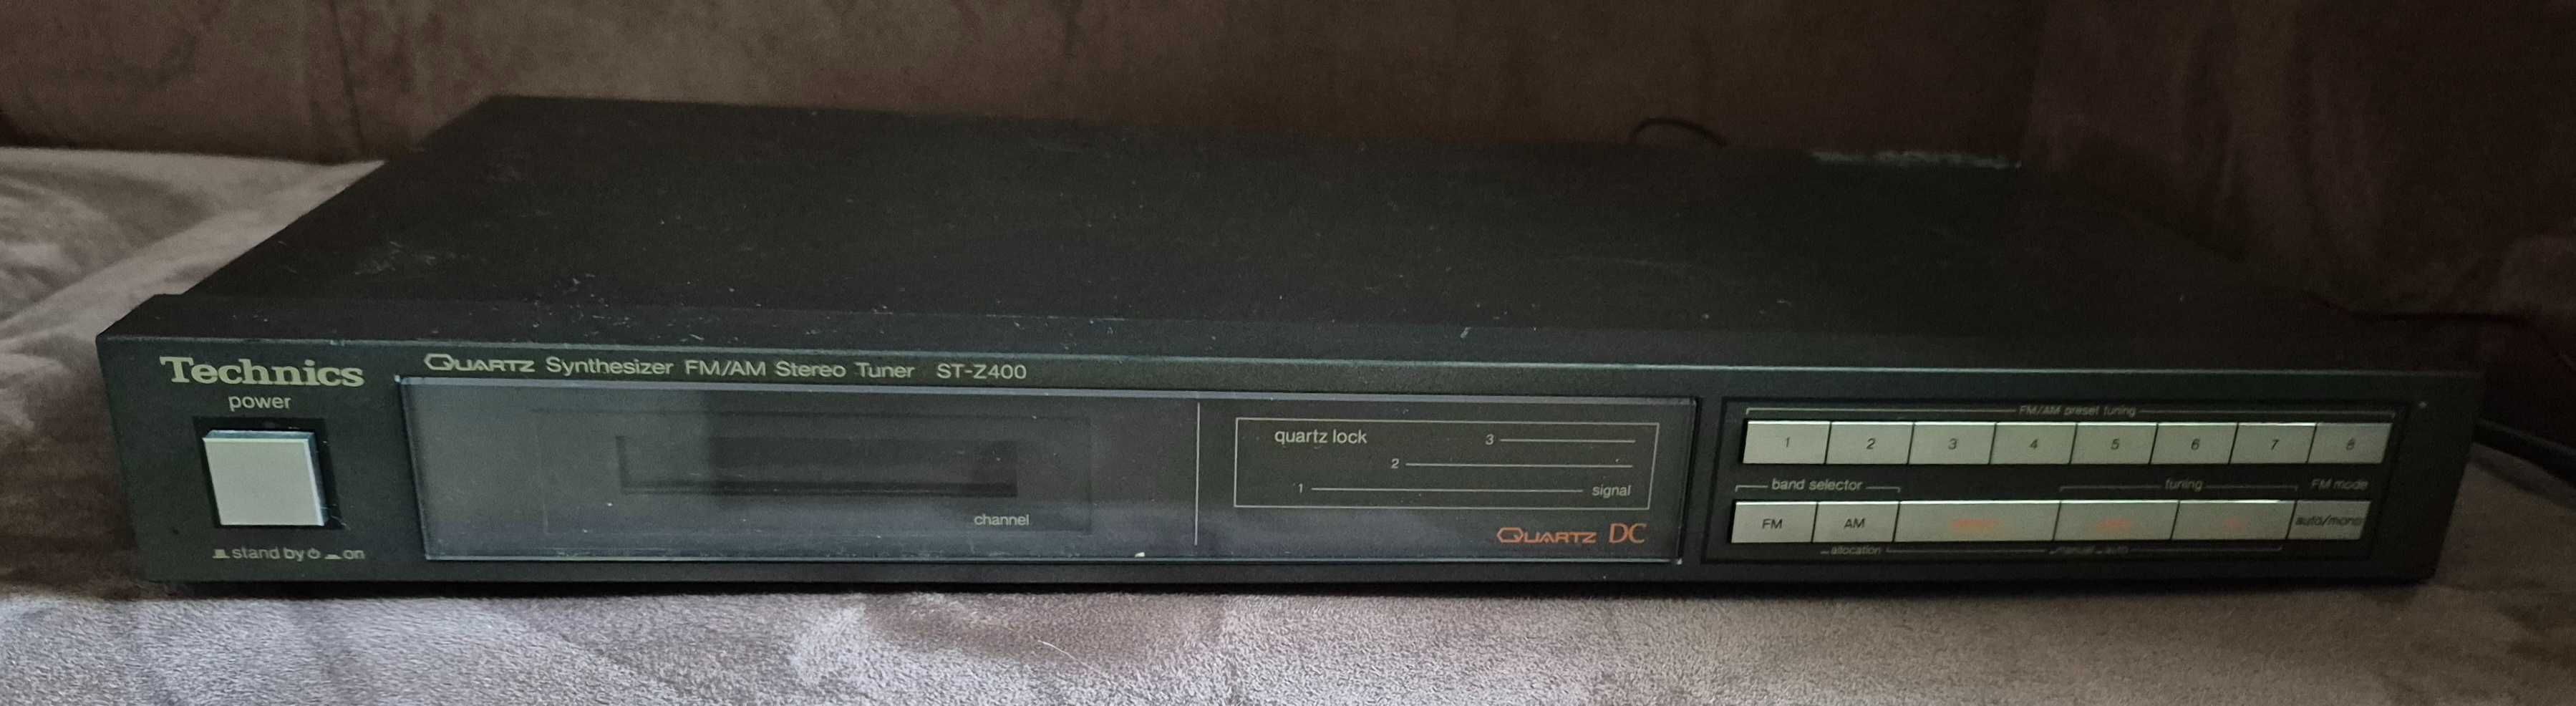 Technics
QUARTZ Synthesizer FM/AM Stereo Tuner ST-Z400
power
stand by on
channel
quartz lock 3
2
1 signal
QUARTZ DC
FM/AM preset tuning
1 2 3 4 5 6 7 8
band selector tuning FM mode
FM AM auto/mono
allocation manual auto